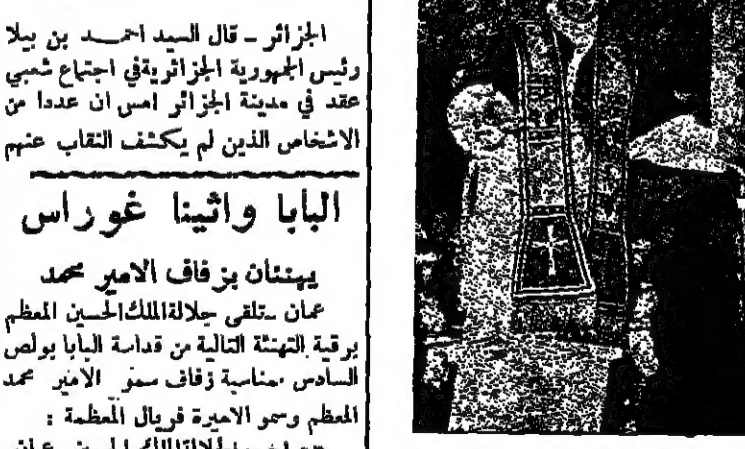 الجزائر ـ قال السيد احمد بن بيلا
رئيس الجمهورية الجزائرية في اجتماع شعبي
عقد في مدينة الجزائر امس ان عددا من
الاشخاص الذين لم يكشف النقاب عنهم
البابا واثينا غوراس
يهنئان بزفاف الامير محمد
عمان ـ تلقى جلالة الملك الحسين المعظم
برقية التهنئة التالية من قداسة البابا بولص
السادس بمناسبة زفاف سمو الامير محمد
المعظم وسمو الاميرة فريال المعظمة :